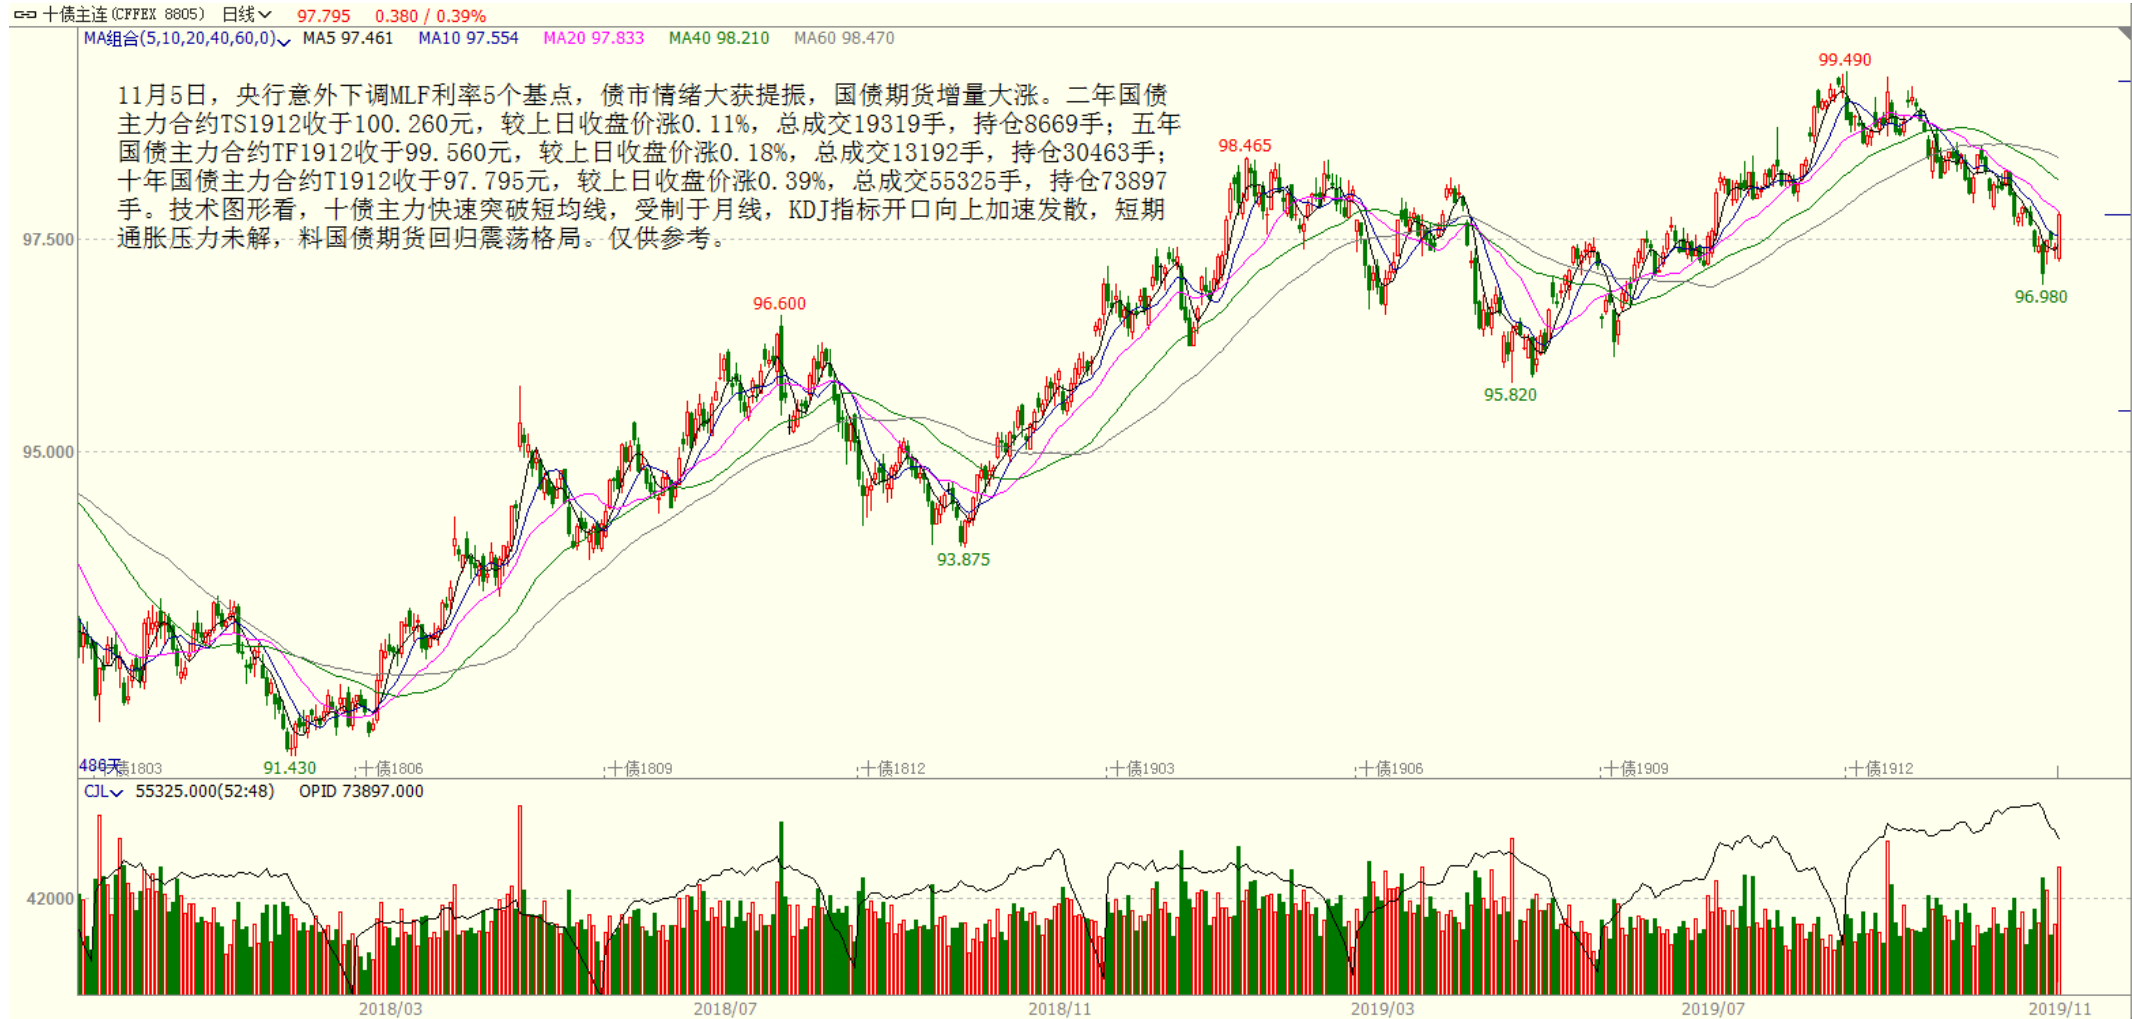 十债主连(CFFEX 8805) 日线 97.795 0.380 / 0.39%
MA组合(5,10,20,40,60,0) MA5 97.461 MA10 97.554 MA20 97.833 MA40 98.210 MA60 98.470
99.490
11月5日，央行意外下调MLF利率5个基点，债市情绪大获提振，国债期货增量大涨。二年国债
主力合约TS1912收于100.260元，较上日收盘价涨0.11%，总成交19319手，持仓8669手；五年
国债主力合约TF1912收于99.560元，较上日收盘价涨0.18%，总成交13192手，持仓30463手；
十年国债主力合约T1912收于97.795元，较上日收盘价涨0.39%，总成交55325手，持仓73897
手。技术图形看，十债主力快速突破短均线，受制于月线，KDJ指标开口向上加速发散，短期
通胀压力未解，料国债期货回归震荡格局。仅供参考。
98.465
97.500
96.980
96.600
95.820
95.000
93.875
91.430
486天 债1803 十债1806 十债1809 十债1812 十债1903 十债1906 十债1909 十债1912
CJL 55325.000(52:48) OPID 73897.000
42000
2018/03 2018/07 2018/11 2019/03 2019/07 2019/11